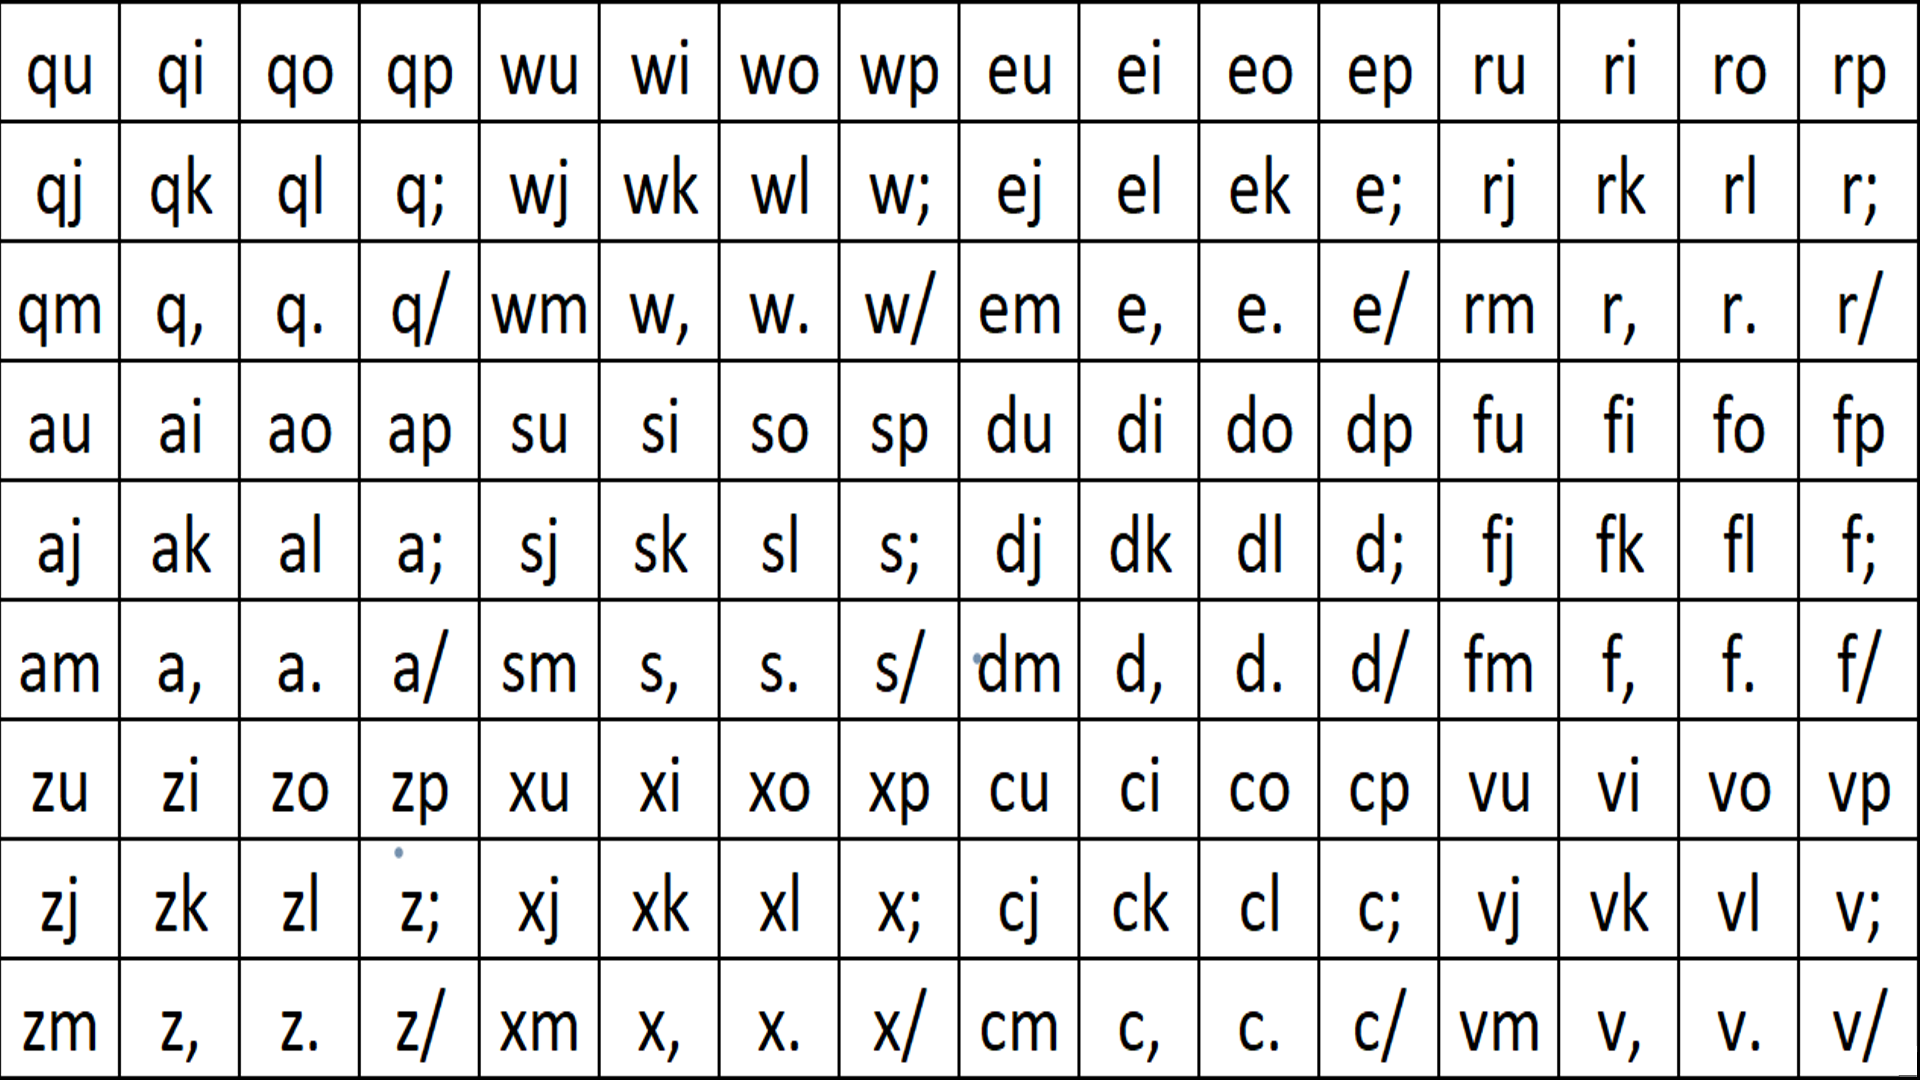 qu qi qo qp wu wi wo wp eu ei eo ep ru ri ro rp
qj qk ql q; wj wk wl w; ej el ek e; rj rk rl r;
qm q, q. q/ wm w, w. w/ em e, e. e/ rm r, r. r/
au ai ao ap su si so sp du di do dp fu fi fo fp
aj ak al a; sj sk sl s; dj dk dl d; fj fk fl f;
am a, a. a/ sm s, s. s/ dm d, d. d/ fm f, f. f/
zu zi zo zp xu xi xo xp cu ci co cp vu vi vo vp
zj zk zl z; xj xk xl x; cj ck cl c; vj vk vl v;
zm z, z. z/ xm x, x. x/ cm c, c. c/ vm v, v. v/